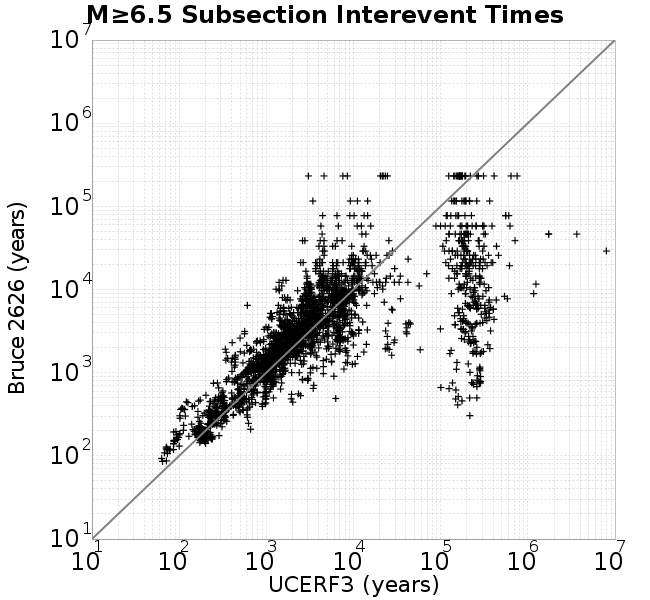 M≥6.5 Subsection Interevent Times
10^7
10^6
10^5
10^4
10^3
10^2
10^1
Bruce 2626 (years)
10^1 10^2 10^3 10^4 10^5 10^6 10^7
UCERF3 (years)